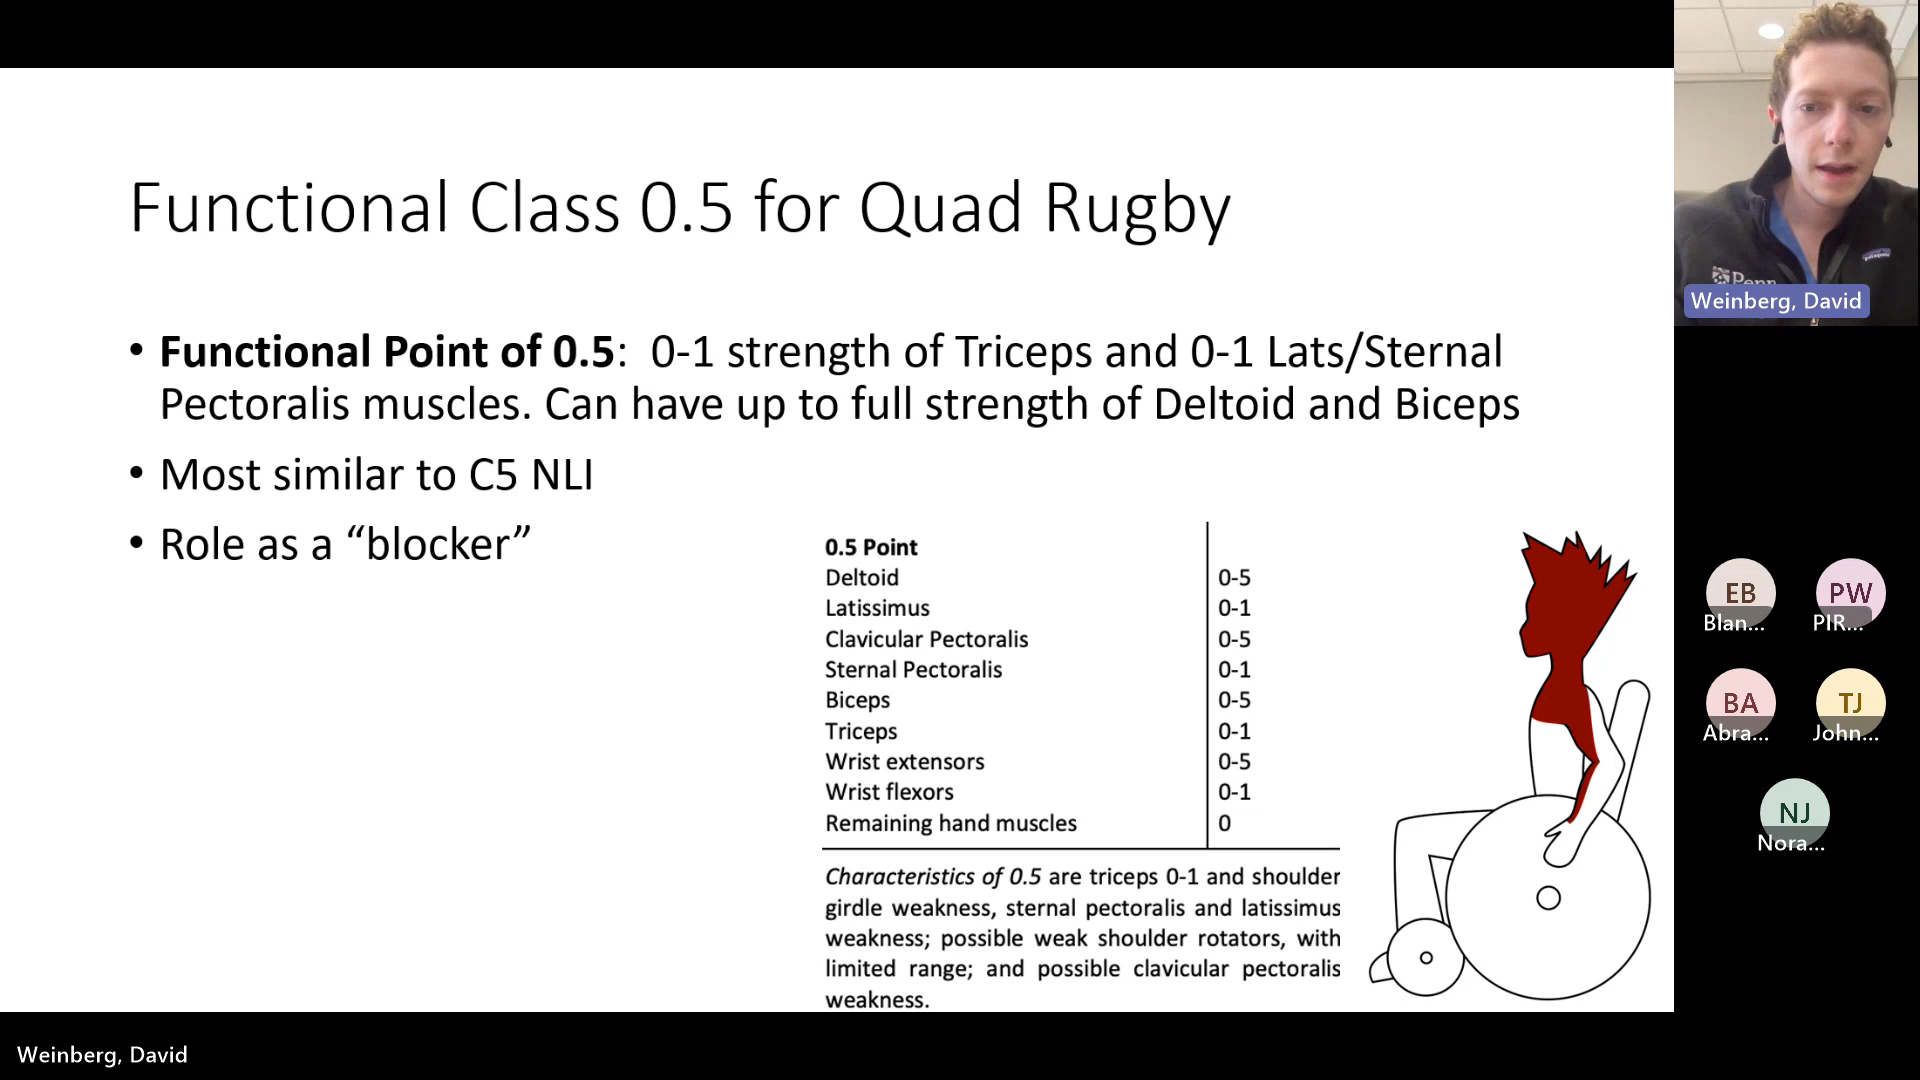 Functional Class 0.5 for Quad Rugby
• Functional Point of 0.5:  0-1 strength of Triceps and 0-1 Lats/Sternal
Pectoralis muscles. Can have up to full strength of Deltoid and Biceps
• Most similar to C5 NLI
• Role as a “blocker”
0.5 Point
Deltoid 0-5
Latissimus 0-1
Clavicular Pectoralis 0-5
Sternal Pectoralis 0-1
Biceps 0-5
Triceps 0-1
Wrist extensors 0-5
Wrist flexors 0-1
Remaining hand muscles 0
Characteristics of 0.5 are triceps 0-1 and shoulder
girdle weakness, sternal pectoralis and latissimus
weakness; possible weak shoulder rotators, with
limited range; and possible clavicular pectoralis
weakness.
Penn
patagonia
Weinberg, David
EB
Blan...
PW
PIR...
BA
Abra...
TJ
John...
NJ
Nora...
Weinberg, David